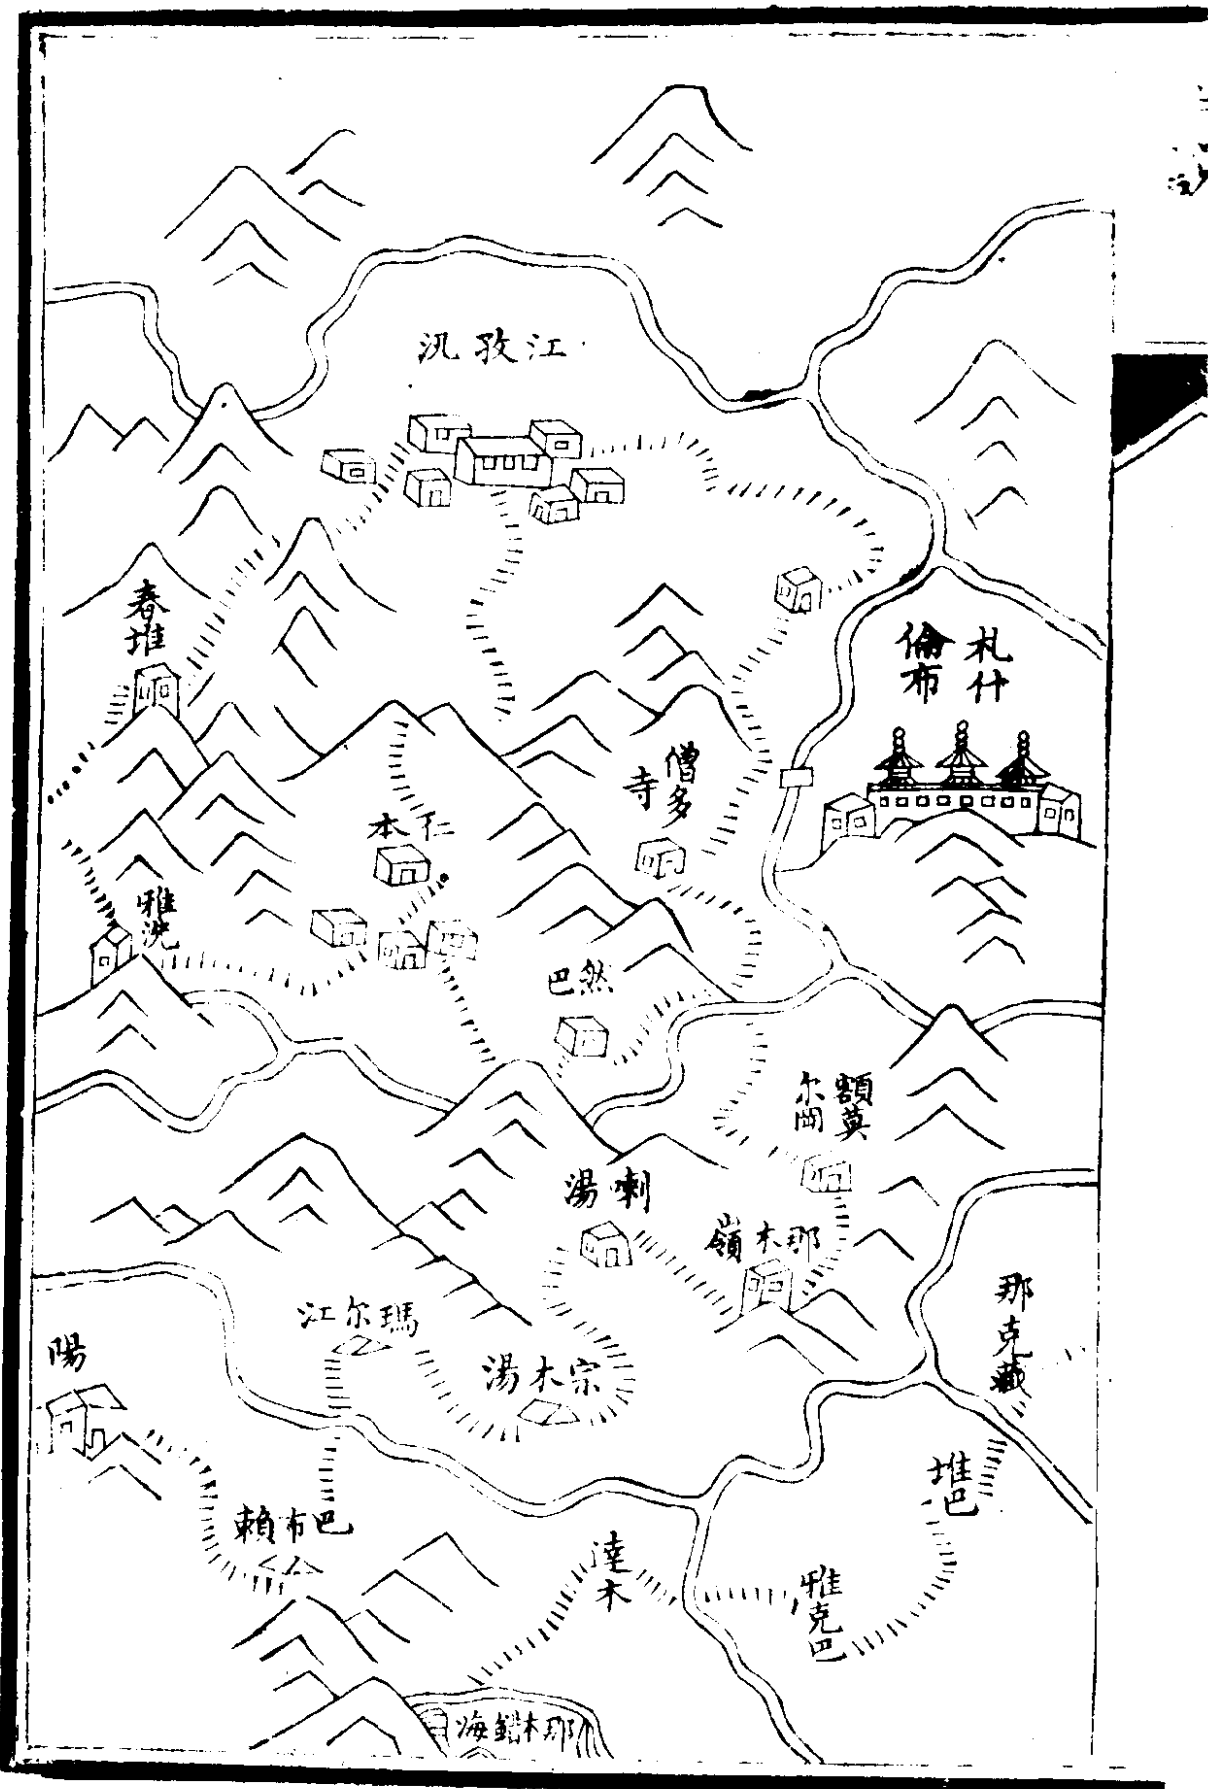 江孜汛
札什
倫布
春堆
僧多
寺
仁本
雅洗
然巴
額莫
尔岡
喇湯
那木嶺
那克藏
瑪尔江
宗木湯
陽
堆巴
巴布賴
達木
雅克巴
那木錯海